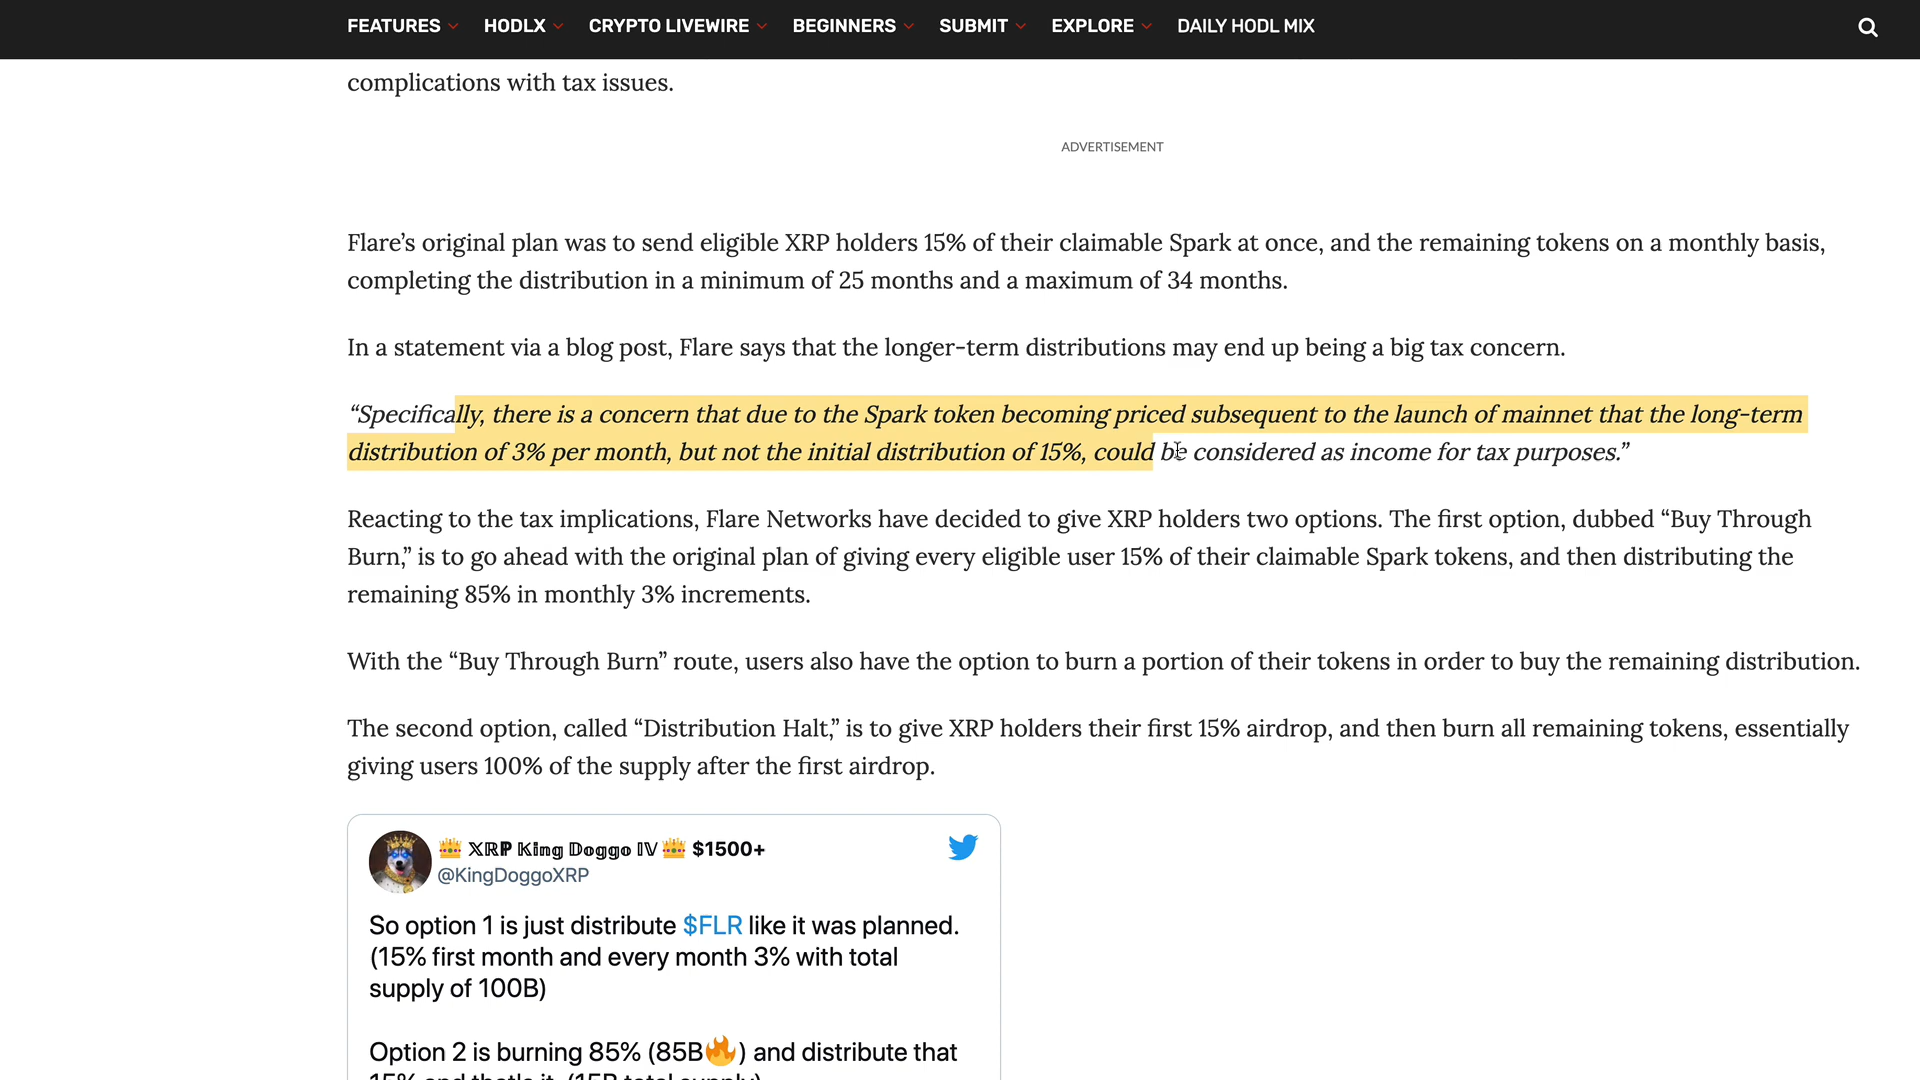 FEATURES HODLX CRYPTO LIVEWIRE BEGINNERS SUBMIT EXPLORE DAILY HODL MIX
complications with tax issues.
ADVERTISEMENT
Flare’s original plan was to send eligible XRP holders 15% of their claimable Spark at once, and the remaining tokens on a monthly basis,
completing the distribution in a minimum of 25 months and a maximum of 34 months.
In a statement via a blog post, Flare says that the longer-term distributions may end up being a big tax concern.
“Specifically, there is a concern that due to the Spark token becoming priced subsequent to the launch of mainnet that the long-term
distribution of 3% per month, but not the initial distribution of 15%, could be considered as income for tax purposes.”
Reacting to the tax implications, Flare Networks have decided to give XRP holders two options. The first option, dubbed “Buy Through
Burn,” is to go ahead with the original plan of giving every eligible user 15% of their claimable Spark tokens, and then distributing the
remaining 85% in monthly 3% increments.
With the “Buy Through Burn” route, users also have the option to burn a portion of their tokens in order to buy the remaining distribution.
The second option, called “Distribution Halt,” is to give XRP holders their first 15% airdrop, and then burn all remaining tokens, essentially
giving users 100% of the supply after the first airdrop.
👑 𝕏ℝℙ 𝕂𝕚𝕟𝕘 𝔻𝕠𝕘𝕘𝕠 𝕀𝕍 👑 $1500+
@KingDoggoXRP
So option 1 is just distribute $FLR like it was planned.
(15% first month and every month 3% with total
supply of 100B)
Option 2 is burning 85% (85B🔥) and distribute that
15% and that's it. (15B total supply)